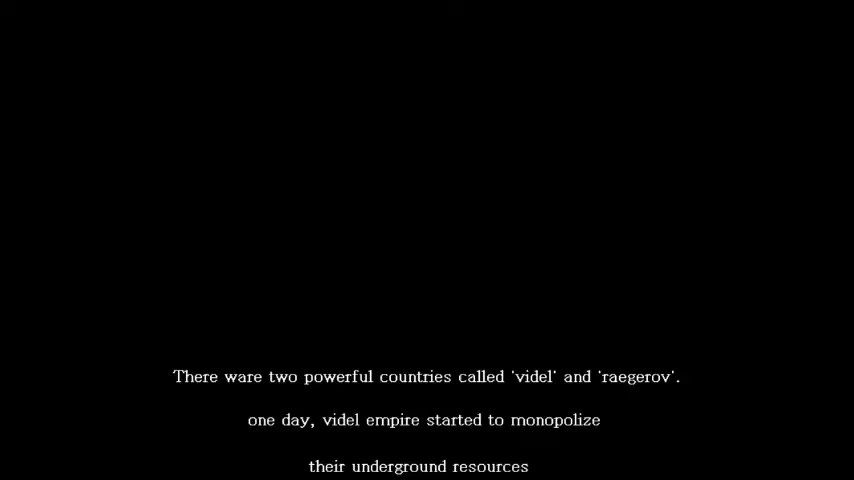 There ware two powerful countries called 'videl' and 'raegerov'.
one day, videl empire started to monopolize
their underground resources